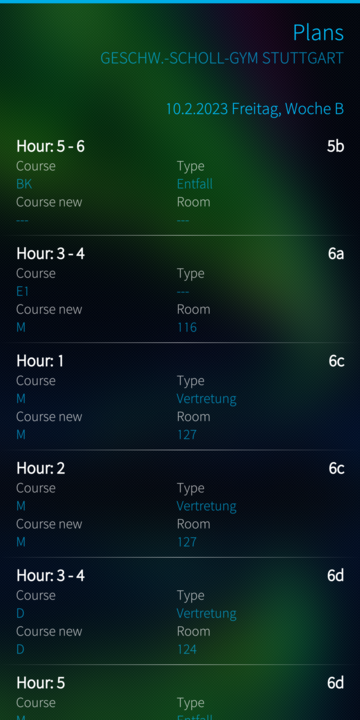 Plans
GESCHW.-SCHOLL-GYM STUTTGART
10.2.2023 Freitag, Woche B
Hour: 5 - 6 5b
Course Type
BK Entfall
Course new Room
--- ---
Hour: 3 - 4 6a
Course Type
E1 ---
Course new Room
M 116
Hour: 1 6c
Course Type
M Vertretung
Course new Room
M 127
Hour: 2 6c
Course Type
M Vertretung
Course new Room
M 127
Hour: 3 - 4 6d
Course Type
D Vertretung
Course new Room
D 124
Hour: 5 6d
Course Type
M Entfall